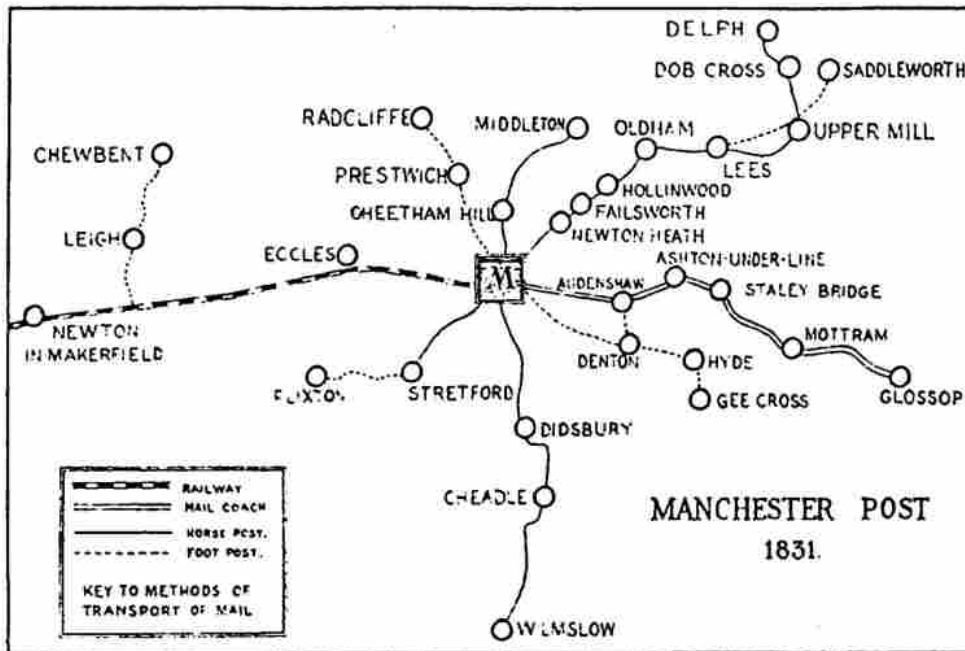 DELPH
DOB CROSS
SADDLEWORTH
RADCLIFFE
MIDDLETON
OLDHAM
UPPER MILL
CHEWBENT
LEES
PRESTWICH
HOLLINWOOD
CHEETHAM HILL
FAILSWORTH
NEWTON HEATH
LEIGH
ECCLES
ASHTON-UNDER-LINE
M
AUDENSHAW
STALEY BRIDGE
NEWTON
IN MAKERFIELD
MOTTRAM
DENTON
HYDE
FLIXTON
STRETFORD
GEE CROSS
GLOSSOP
DIDSBURY
CHEADLE
WILMSLOW
RAILWAY
MAIL COACH
HORSE POST.
FOOT POST.
KEY TO METHODS OF
TRANSPORT OF MAIL
MANCHESTER POST
1831.